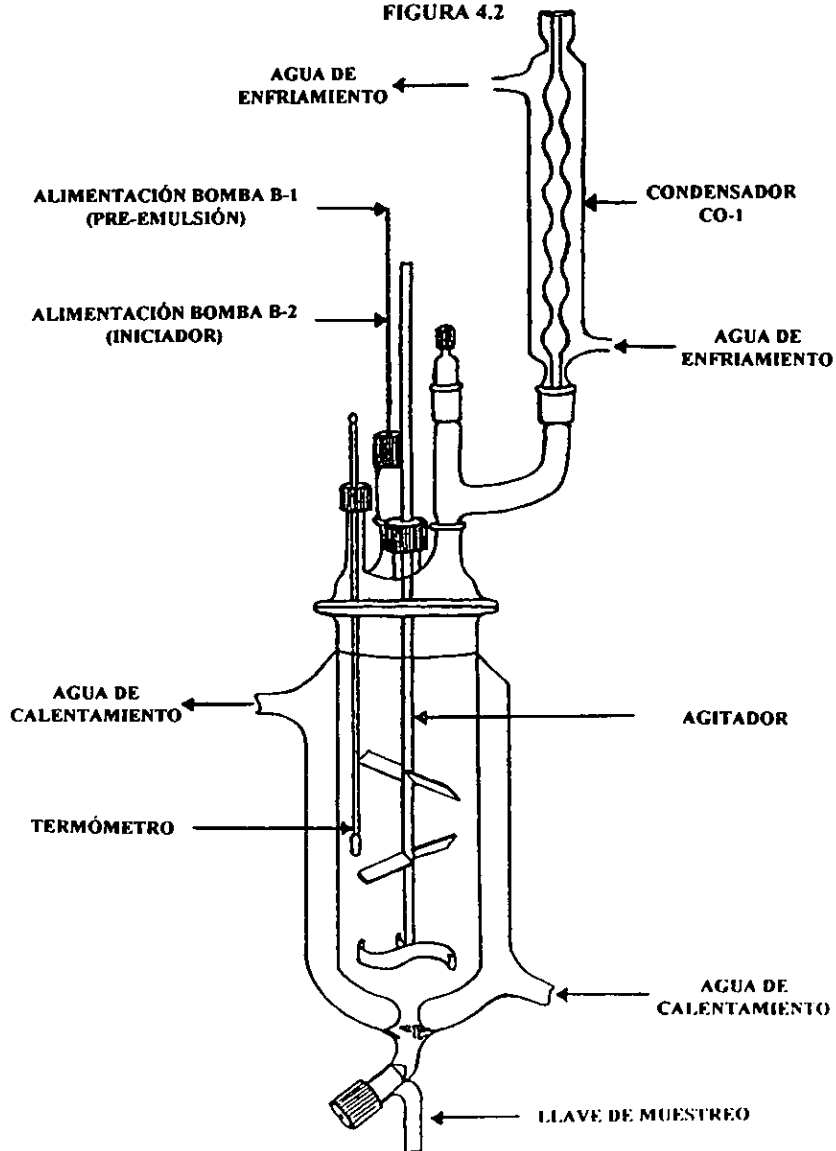 FIGURA 4.2
AGUA DE
ENFRIAMIENTO
ALIMENTACIÓN BOMBA B-1
(PRE-EMULSIÓN)
CONDENSADOR
CO-1
ALIMENTACIÓN BOMBA B-2
(INICIADOR)
AGUA DE
ENFRIAMIENTO
AGUA DE
CALENTAMIENTO
AGITADOR
TERMÓMETRO
AGUA DE
CALENTAMIENTO
LLAVE DE MUESTREO